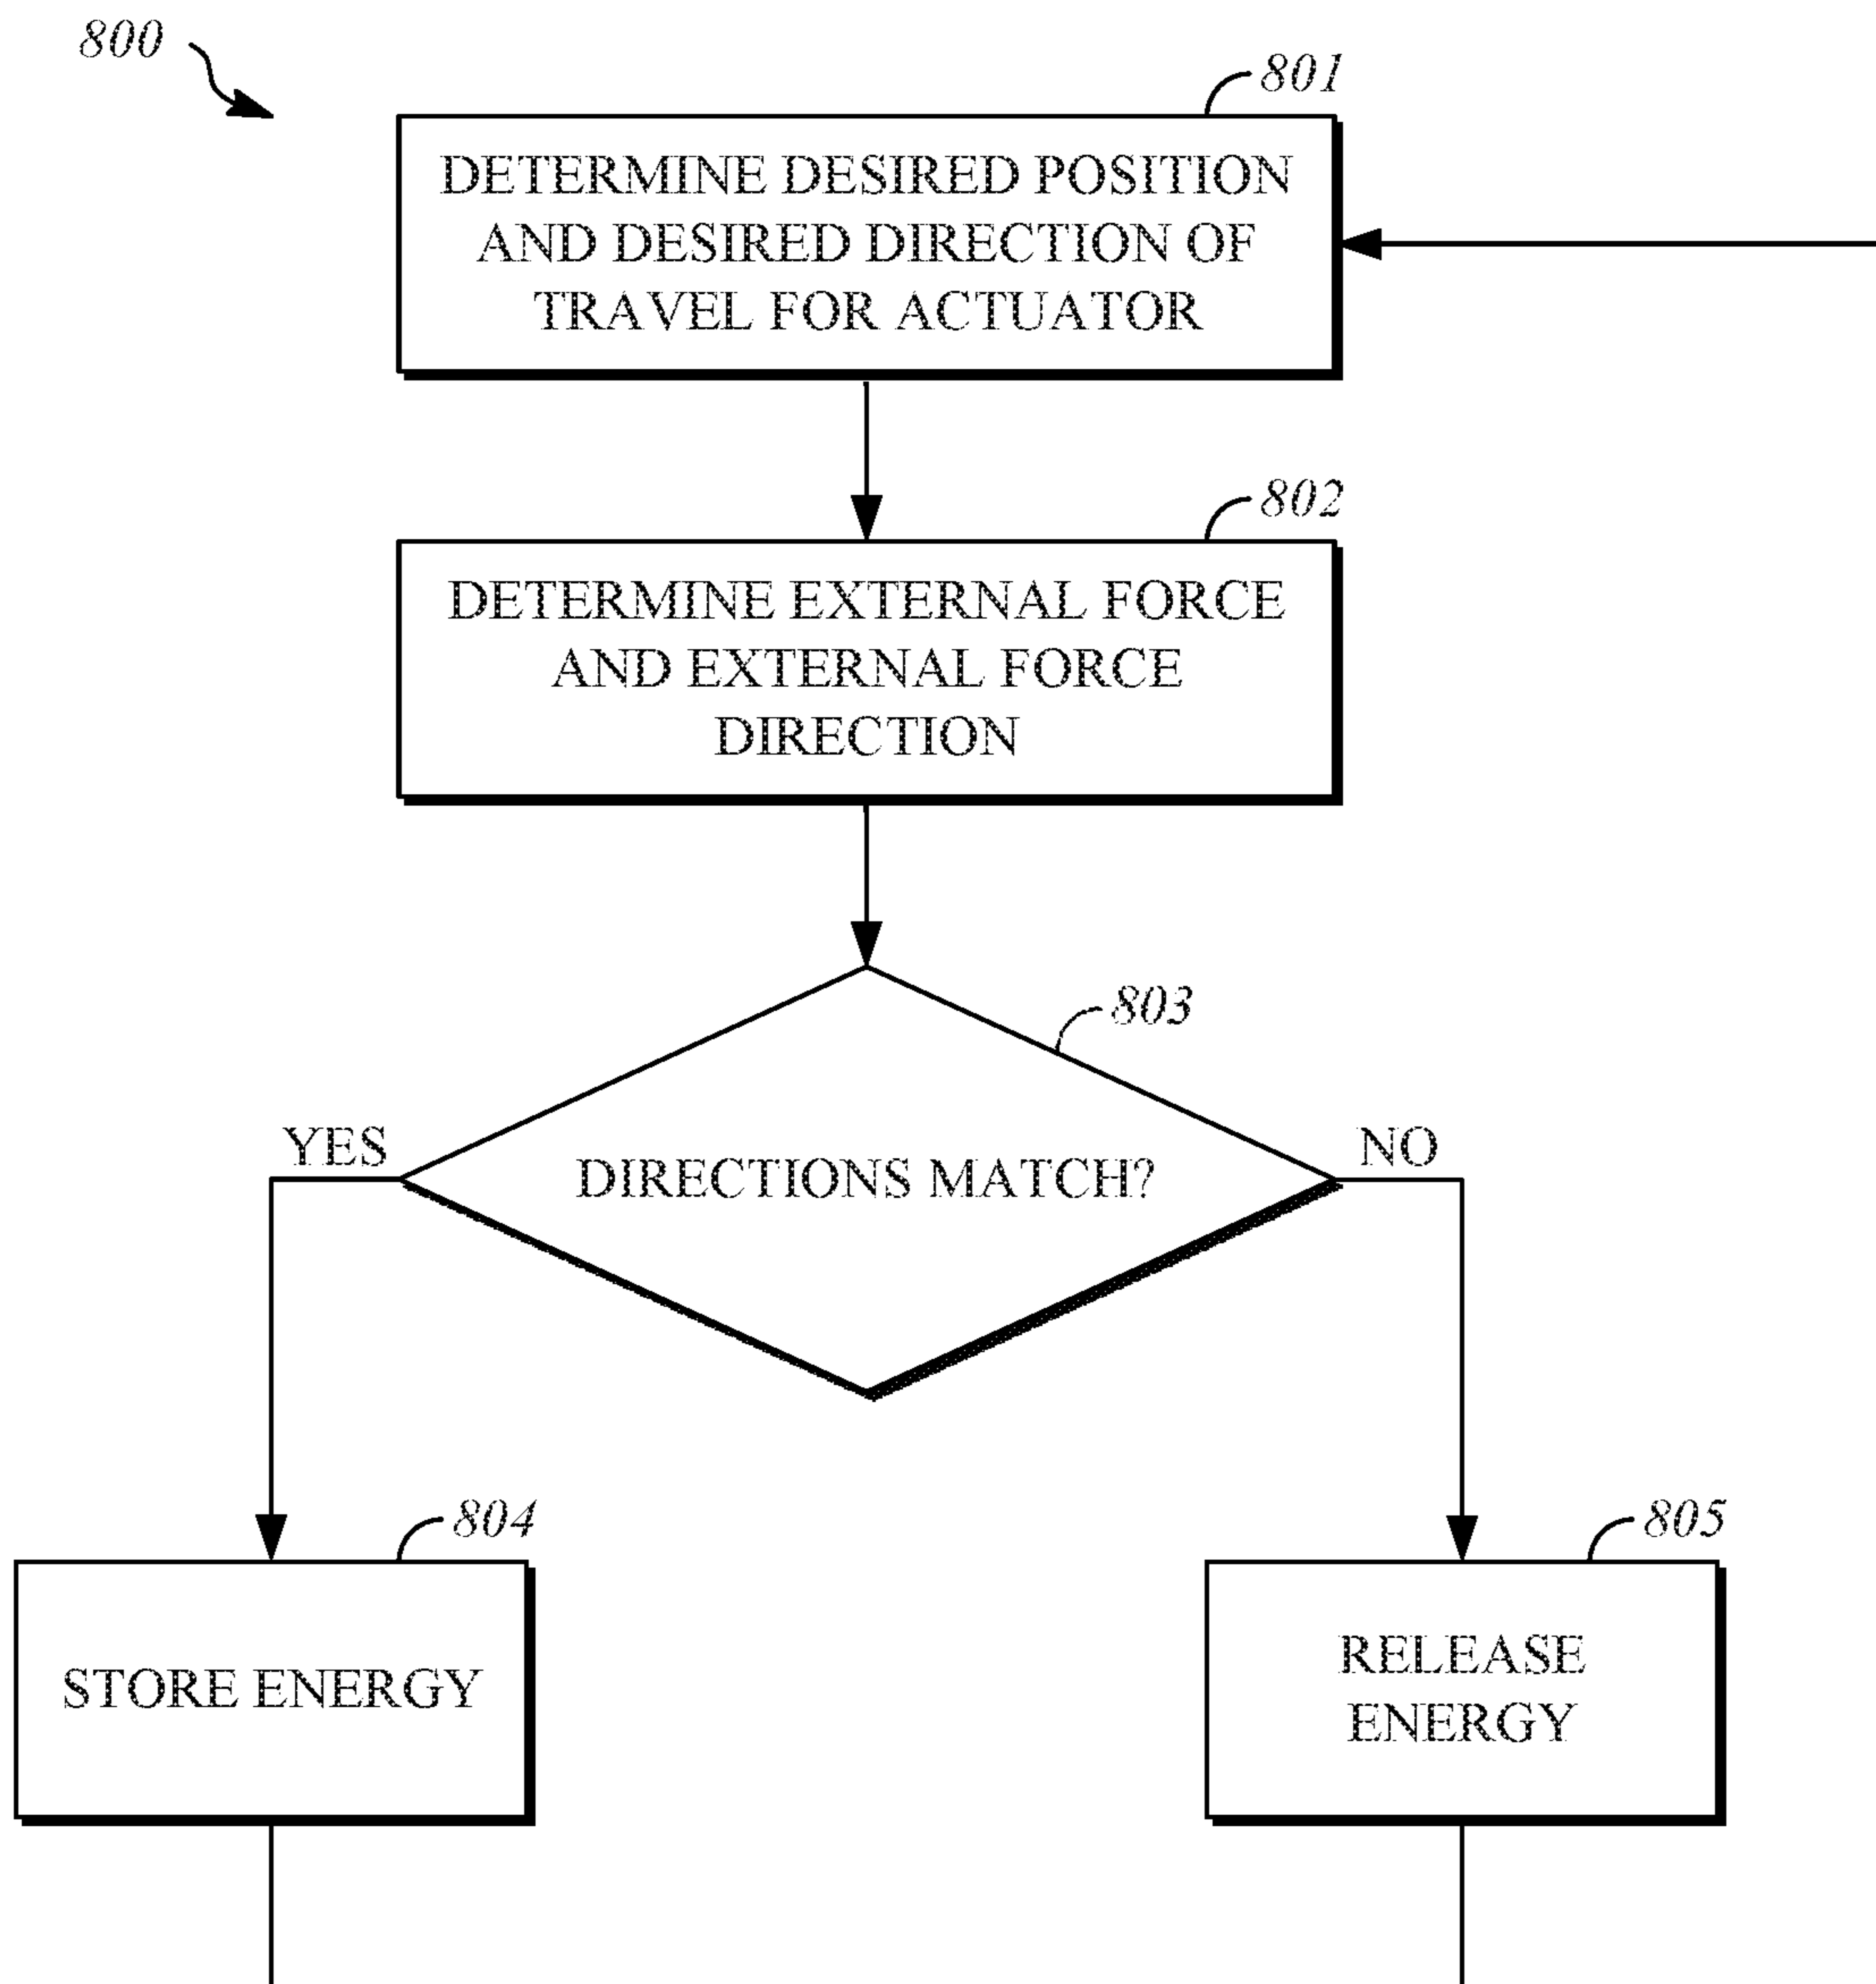 800
801
DETERMINE DESIRED POSITION
AND DESIRED DIRECTION OF
TRAVEL FOR ACTUATOR
802
DETERMINE EXTERNAL FORCE
AND EXTERNAL FORCE
DIRECTION
803
YES
DIRECTIONS MATCH?
NO
804
STORE ENERGY
805
RELEASE
ENERGY